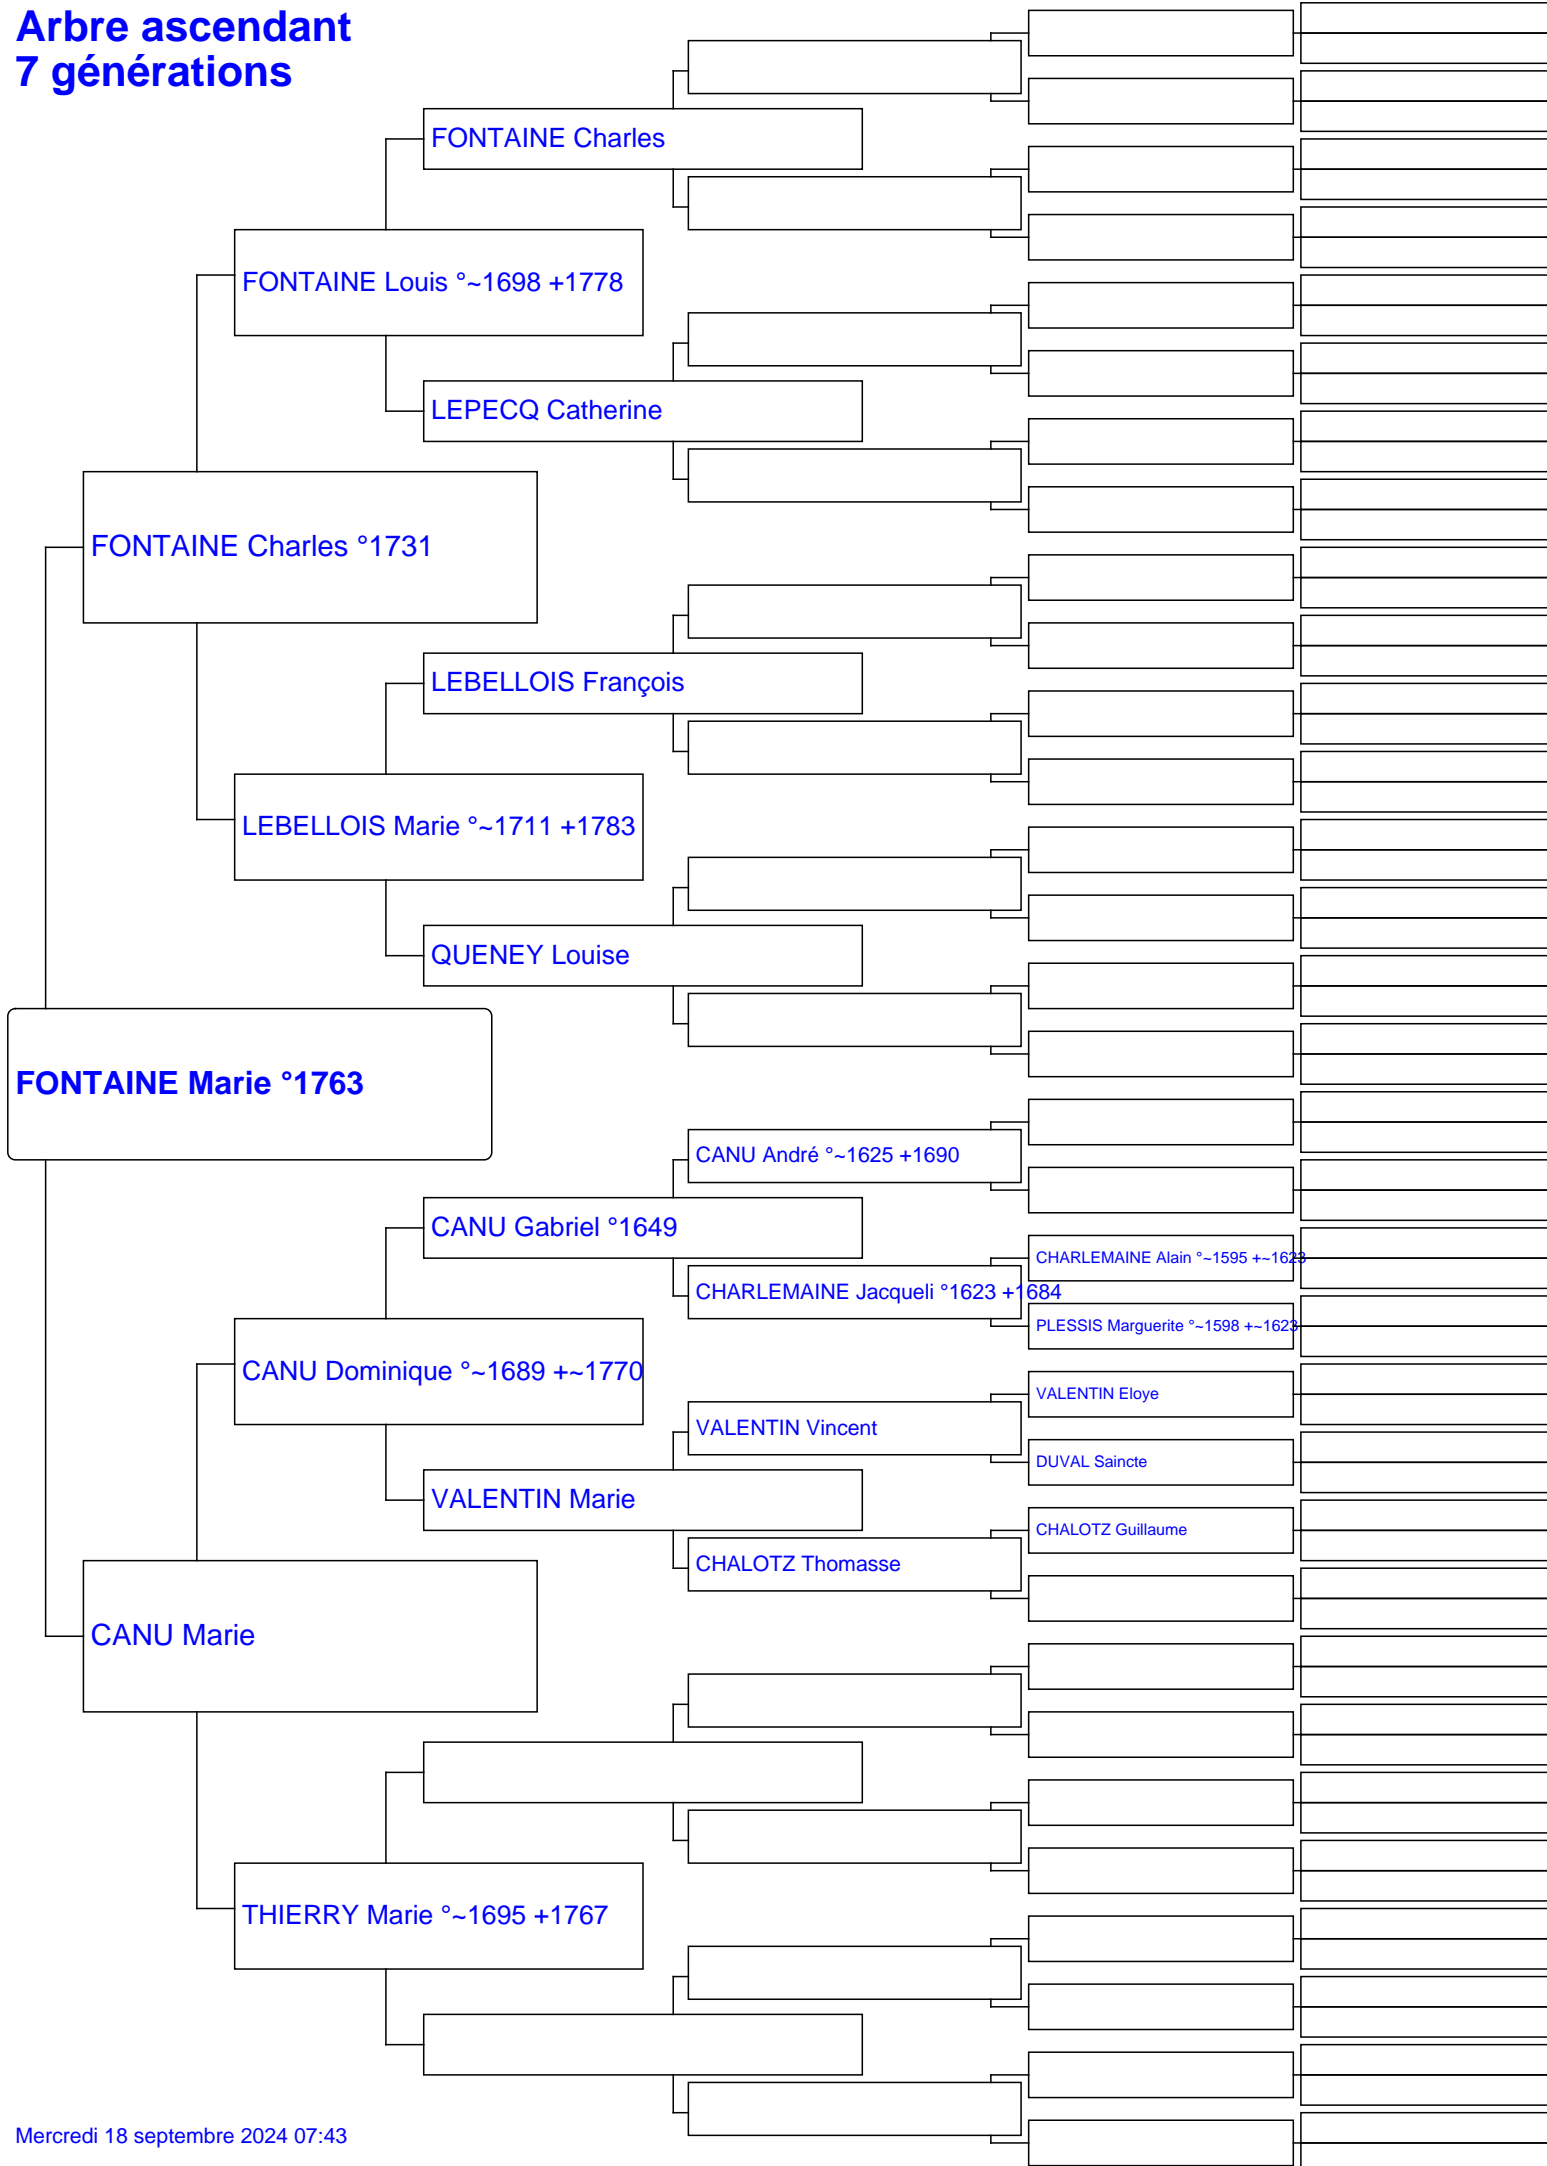 Arbre ascendant
7 générations
FONTAINE Charles
FONTAINE Louis °~1698 +1778
LEPECQ Catherine
FONTAINE Charles °1731
LEBELLOIS François
LEBELLOIS Marie °~1711 +1783
QUENEY Louise
FONTAINE Marie °1763
CANU André °~1625 +1690
CANU Gabriel °1649
CHARLEMAINE Alain °~1595 +~1623
CHARLEMAINE Jacqueli °1623 +1684
PLESSIS Marguerite °~1598 +~1623
CANU Dominique °~1689 +~1770
VALENTIN Eloye
VALENTIN Vincent
DUVAL Saincte
VALENTIN Marie
CHALOTZ Guillaume
CHALOTZ Thomasse
CANU Marie
THIERRY Marie °~1695 +1767
Mercredi 18 septembre 2024 07:43